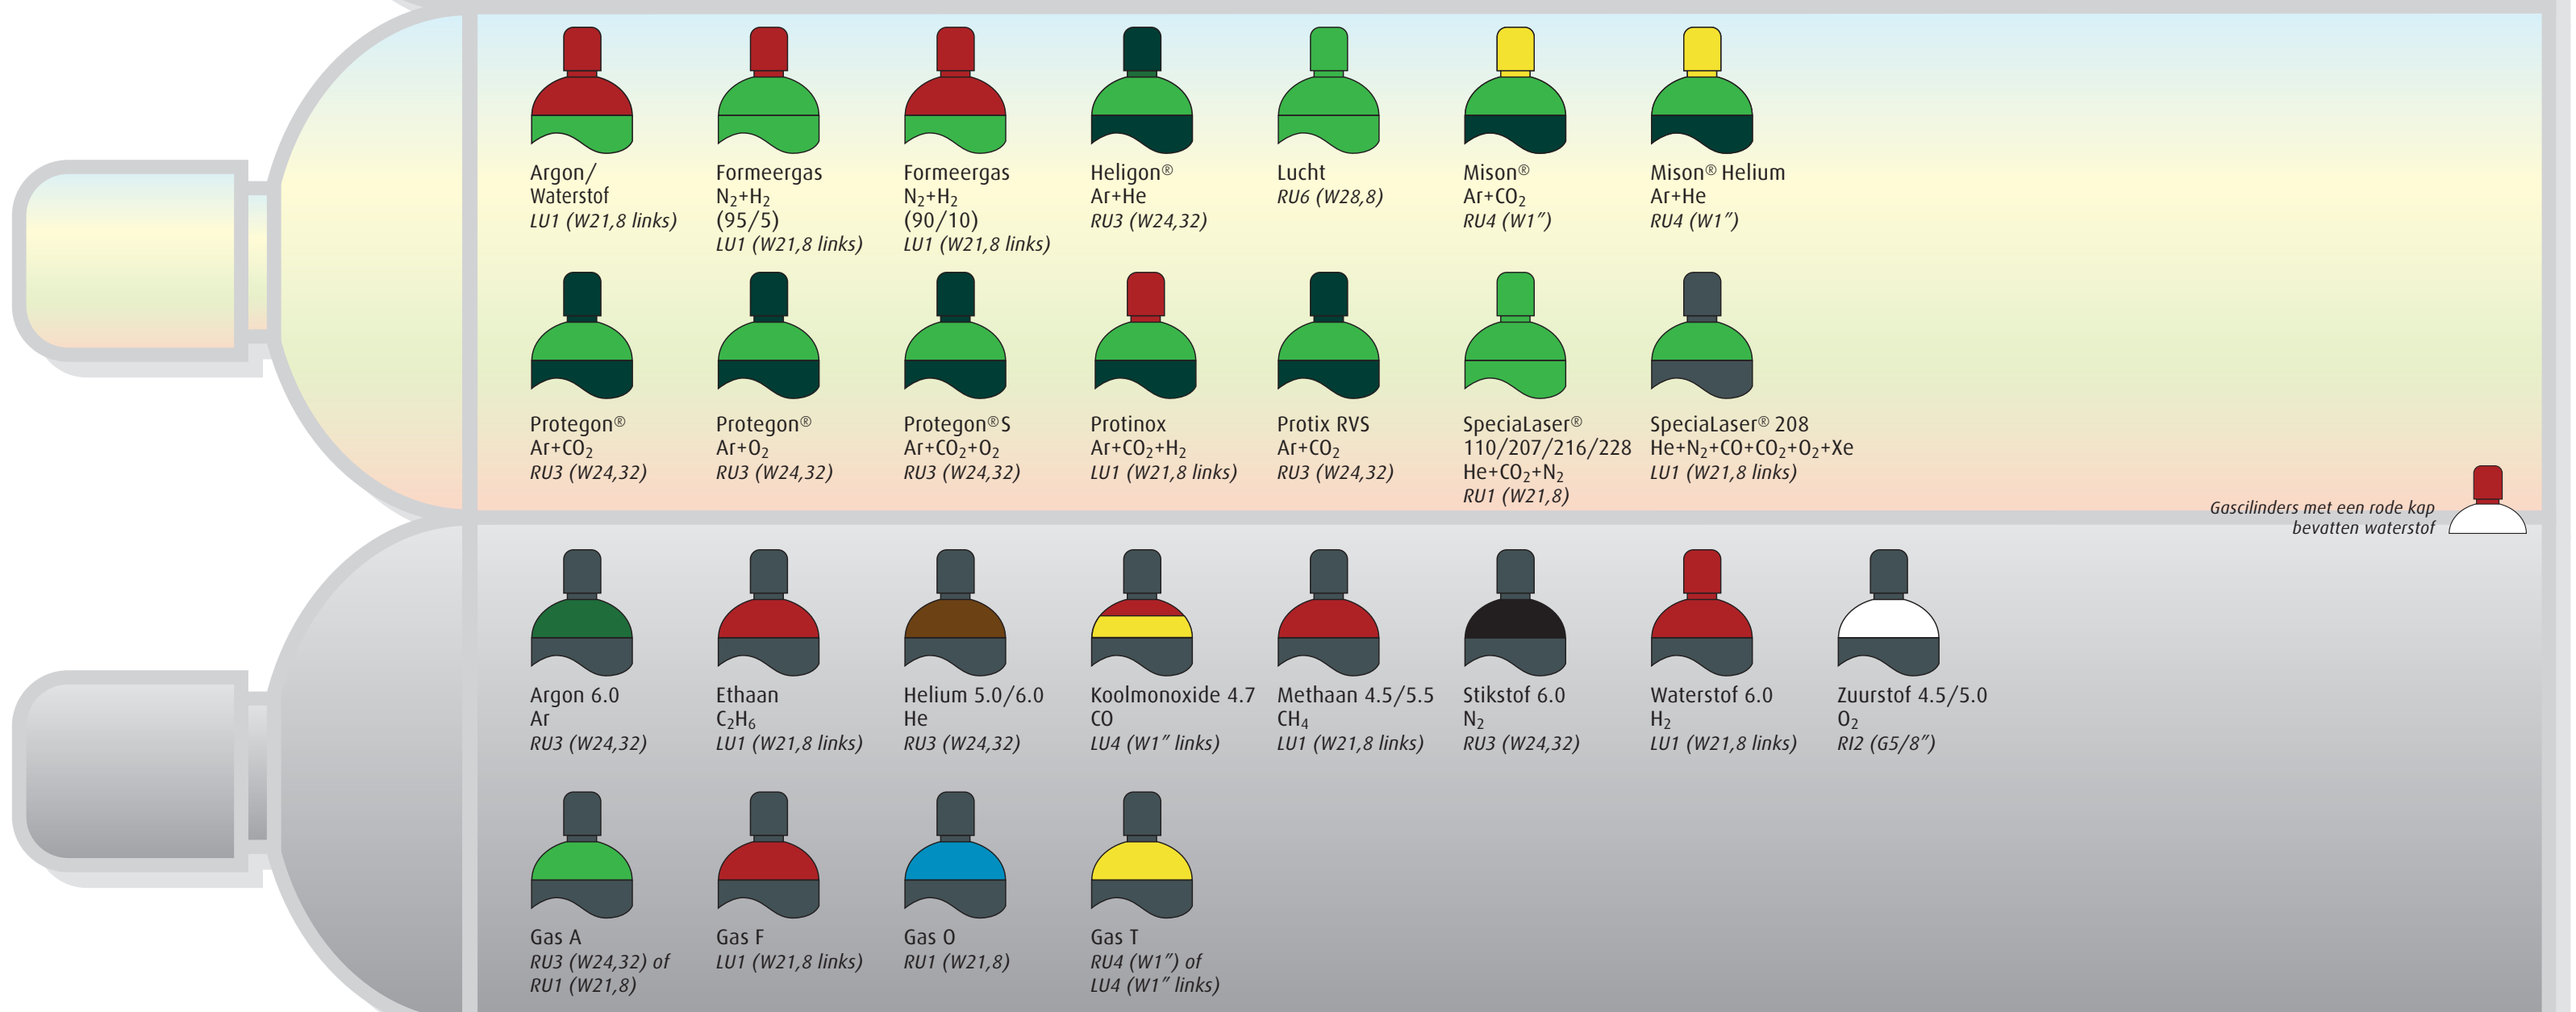 Argon/
Waterstof
LU1 (W21,8 links)
Formeergas
N₂+H₂
(95/5)
LU1 (W21,8 links)
Formeergas
N₂+H₂
(90/10)
LU1 (W21,8 links)
Heligon®
Ar+He
RU3 (W24,32)
Lucht
RU6 (W28,8)
Mison®
Ar+CO₂
RU4 (W1″)
Mison® Helium
Ar+He
RU4 (W1″)
Protegon®
Ar+CO₂
RU3 (W24,32)
Protegon®
Ar+O₂
RU3 (W24,32)
Protegon®S
Ar+CO₂+O₂
RU3 (W24,32)
Protinox
Ar+CO₂+H₂
LU1 (W21,8 links)
Protix RVS
Ar+CO₂
RU3 (W24,32)
SpeciaLaser®
110/207/216/228
He+CO₂+N₂
RU1 (W21,8)
SpeciaLaser® 208
He+N₂+CO+CO₂+O₂+Xe
LU1 (W21,8 links)
Gascilinders met een rode kap
bevatten waterstof
Argon 6.0
Ar
RU3 (W24,32)
Ethaan
C₂H₆
LU1 (W21,8 links)
Helium 5.0/6.0
He
RU3 (W24,32)
Koolmonoxide 4.7
CO
LU4 (W1″ links)
Methaan 4.5/5.5
CH₄
LU1 (W21,8 links)
Stikstof 6.0
N₂
RU3 (W24,32)
Waterstof 6.0
H₂
LU1 (W21,8 links)
Zuurstof 4.5/5.0
O₂
RI2 (G5/8″)
Gas A
RU3 (W24,32) of
RU1 (W21,8)
Gas F
LU1 (W21,8 links)
Gas O
RU1 (W21,8)
Gas T
RU4 (W1″) of
LU4 (W1″ links)